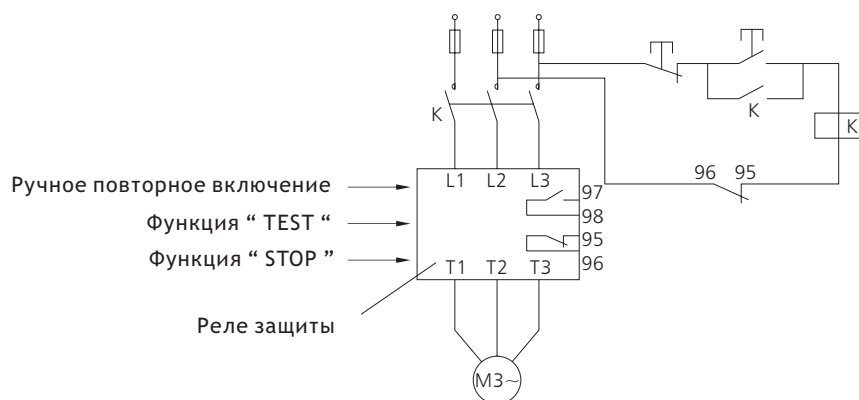 K
K
K
96 95
L1 L2 L3
97
98
95
96
T1 T2 T3
Ручное повторное включение
Функция “ TEST “
Функция “ STOP ”
Реле защиты
M3~